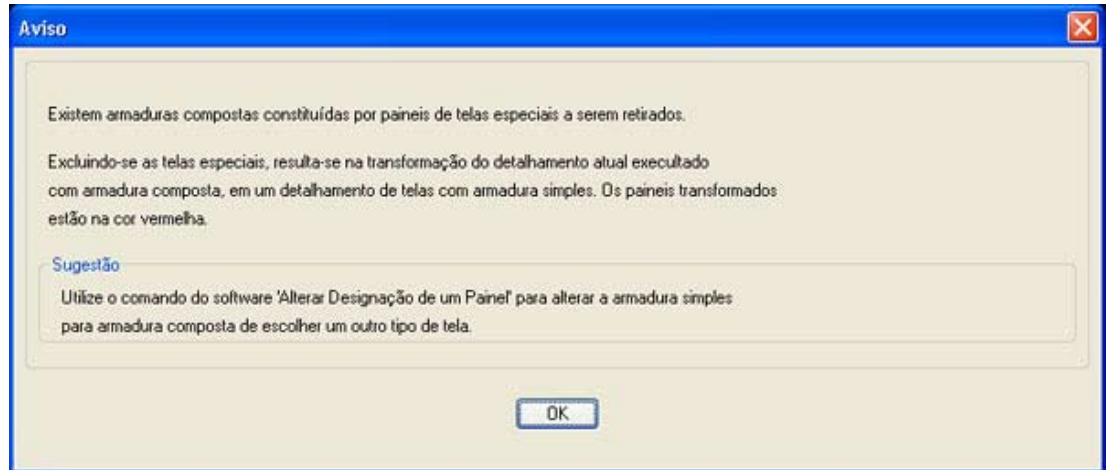 Aviso
Existem armaduras compostas constituídas por paineis de telas especiais a serem retirados.
Excluindo-se as telas especiais, resulta-se na transformação do detalhamento atual execultado
com armadura composta, em um detalhamento de telas com armadura simples. Os paineis transformados
estão na cor vermelha.
Sugestão
Utilize o comando do software 'Alterar Designação de um Painel' para alterar a armadura simples
para armadura composta de escolher um outro tipo de tela.
OK